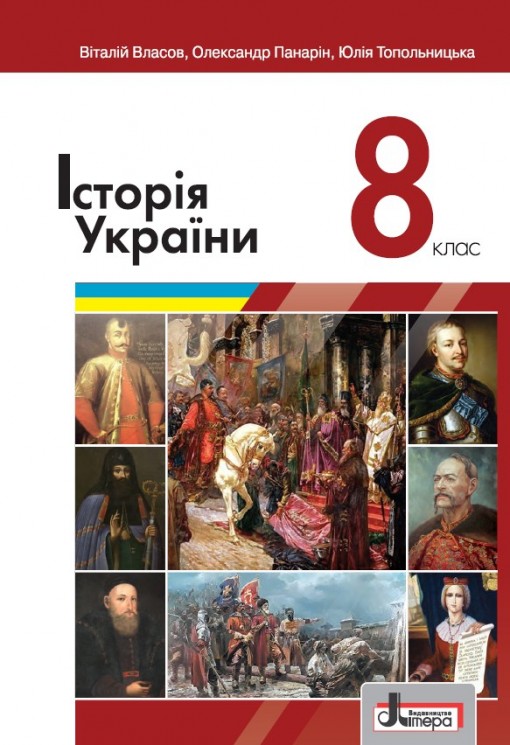 Віталій Власов, Олександр Панарін, Юлія Топольницька
Історія
України
8
клас
Видавництво
Літера